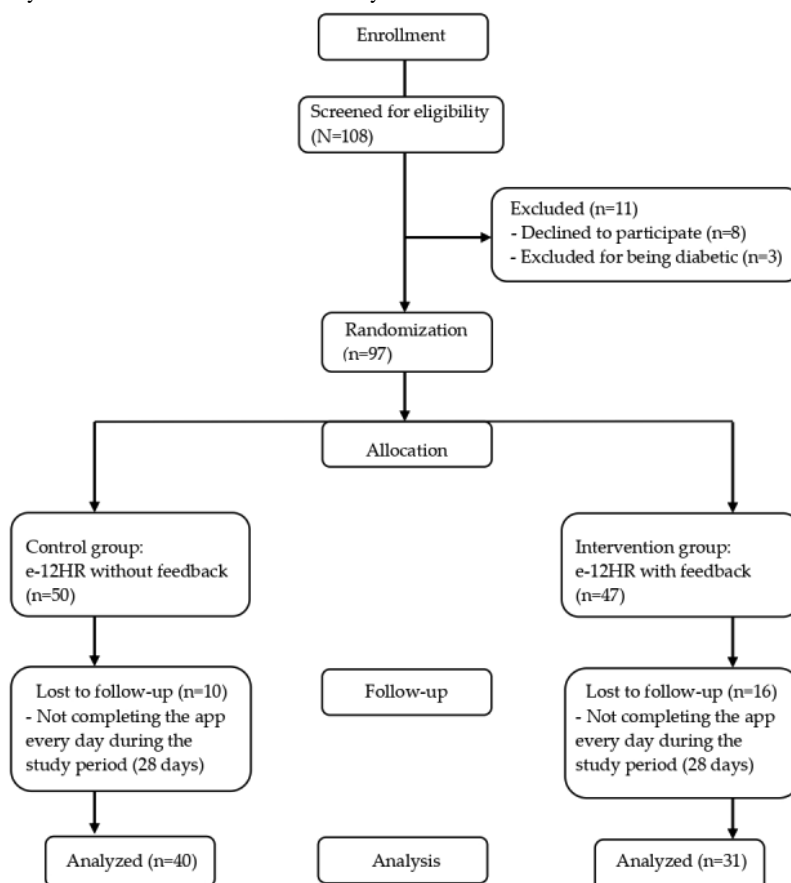 Enrollment
Screened for eligibility
(N=108)
Excluded (n=11)
- Declined to participate (n=8)
- Excluded for being diabetic (n=3)
Randomization
(n=97)
Allocation
Control group:
e-12HR without feedback
(n=50)
Intervention group:
e-12HR with feedback
(n=47)
Lost to follow-up (n=10)
- Not completing the app
every day during the
study period (28 days)
Follow-up
Lost to follow-up (n=16)
- Not completing the app
every day during the
study period (28 days)
Analyzed (n=40)
Analysis
Analyzed (n=31)